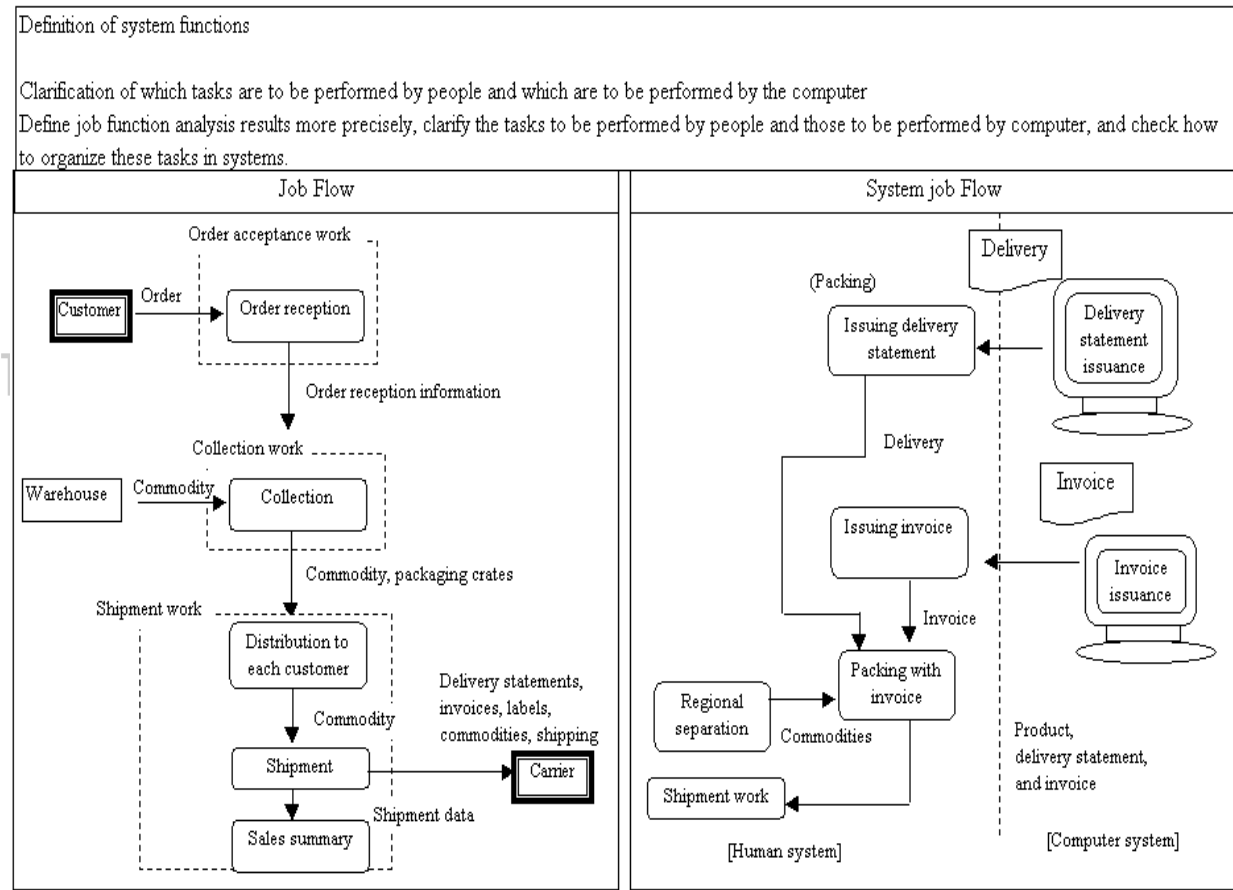 Definition of system functions
Clarification of which tasks are to be performed by people and which are to be performed by the computer
Define job function analysis results more precisely, clarify the tasks to be performed by people and those to be performed by computer, and check how
to organize these tasks in systems.
Job Flow
Order acceptance work
Customer
Order
Order reception
Order reception information
Collection work
Warehouse
Commodity
Collection
Commodity, packaging crates
Shipment work
Distribution to
each customer
Commodity
Delivery statements,
invoices, labels,
commodities, shipping
Shipment
Carrier
Shipment data
Sales summary
System job Flow
Delivery
(Packing)
Issuing delivery
statement
Delivery
statement
issuance
Delivery
Invoice
Issuing invoice
Invoice
issuance
Invoice
Packing with
invoice
Regional
separation
Commodities
Product,
delivery statement,
and invoice
Shipment work
[Human system]
[Computer system]